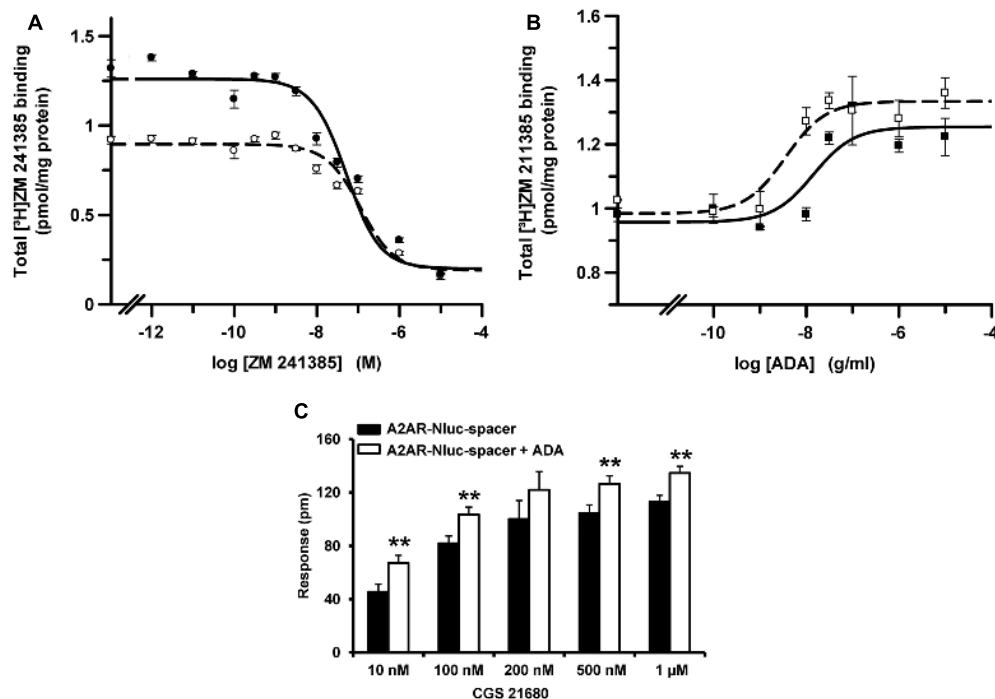 A
Total [³H]ZM 241385 binding
(pmol/mg protein)
1.5
1
0.5
0
-12
-10
-8
-6
-4
log [ZM 241385] (M)
B
Total [³H]ZM 211385 binding
(pmol/mg protein)
1.6
1.4
1.2
1
0.8
-10
-8
-6
-4
log [ADA] (g/ml)
C
A2AR-Nluc-spacer
A2AR-Nluc-spacer + ADA
Response (pm)
160
120
80
40
0
**
**
**
**
10 nM
100 nM
200 nM
500 nM
1 µM
CGS 21680